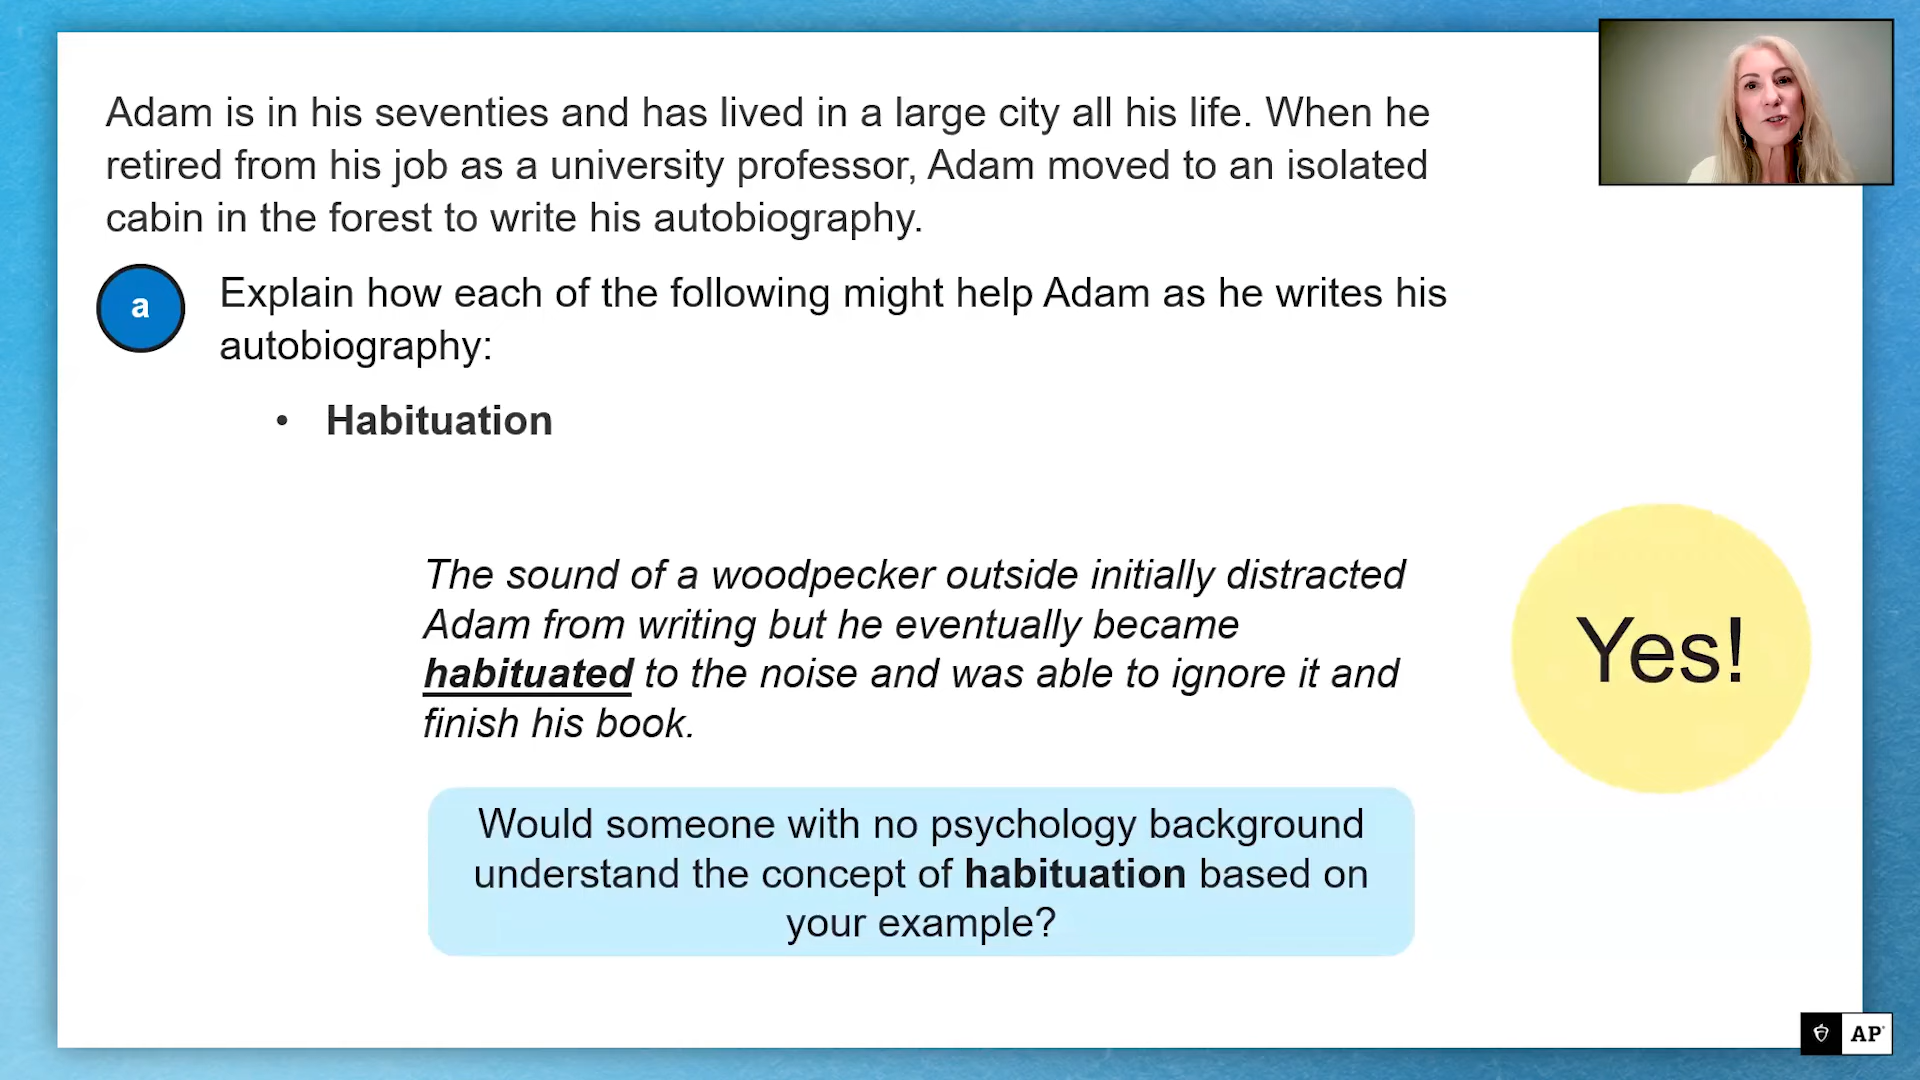 Adam is in his seventies and has lived in a large city all his life. When he
retired from his job as a university professor, Adam moved to an isolated
cabin in the forest to write his autobiography.
a
Explain how each of the following might help Adam as he writes his
autobiography:
• Habituation
The sound of a woodpecker outside initially distracted
Adam from writing but he eventually became
habituated to the noise and was able to ignore it and
finish his book.
Yes!
Would someone with no psychology background
understand the concept of habituation based on
your example?
AP